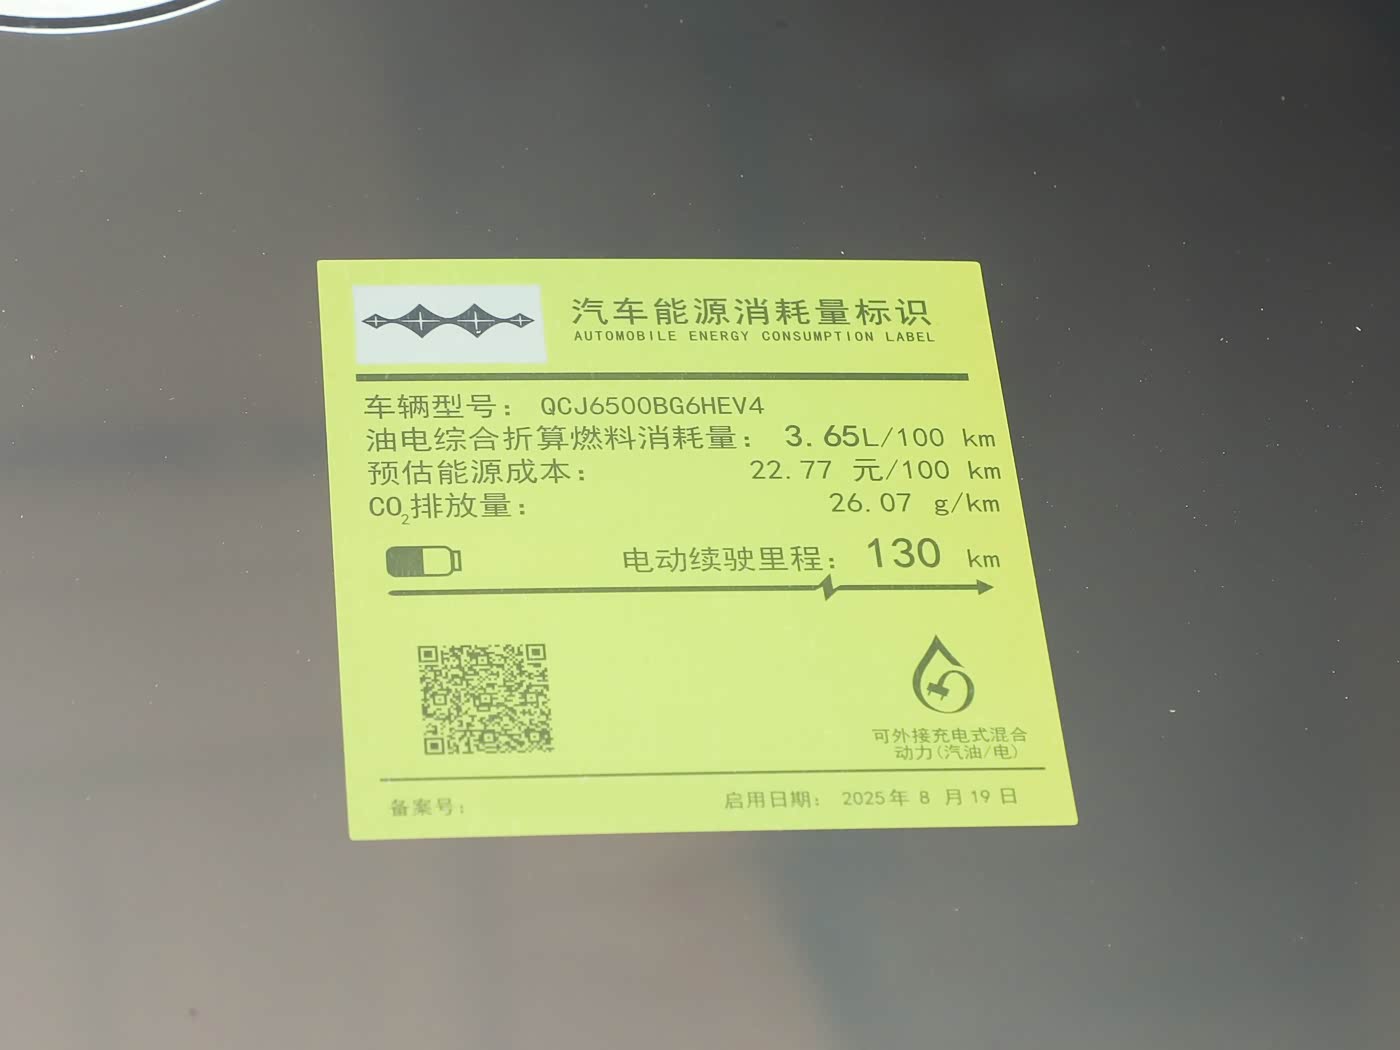 汽车能源消耗量标识
AUTOMOBILE ENERGY CONSUMPTION LABEL
车辆型号: QCJ6500BG6HEV4
油电综合折算燃料消耗量: 3.65L/100 km
预估能源成本: 22.77 元/100 km
CO₂排放量: 26.07 g/km
电动续驶里程: 130 km
可外接充电式混合
动力(汽油/电)
备案号:
启用日期: 2025年 8 月 19 日